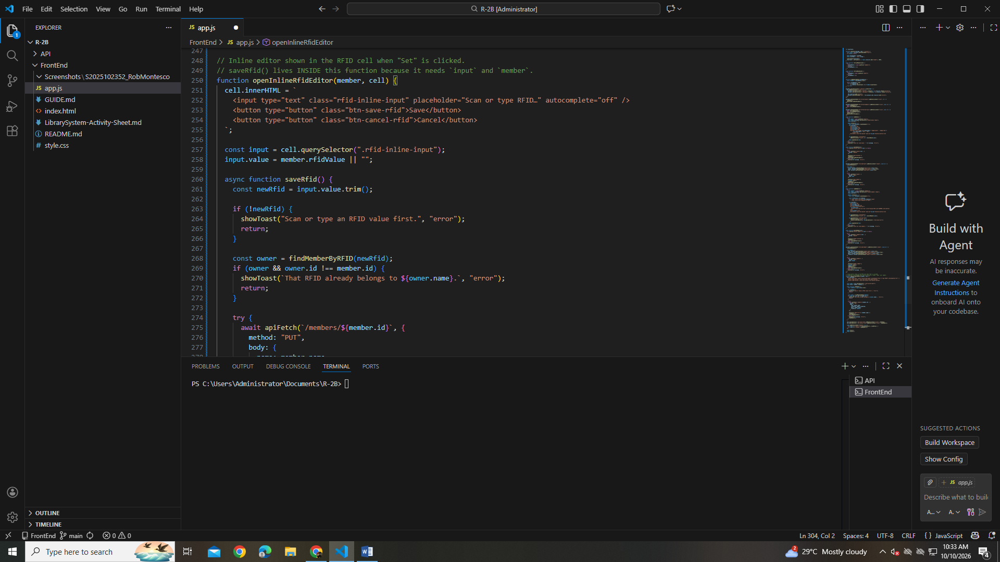 File Edit Selection View Go Run Terminal Help
R-2B [Administrator]
EXPLORER
1
R-2B
API
FrontEnd
Screenshots\S2025102352_RobMontesco
JS app.js
GUIDE.md
index.html
LibrarySystem-Activity-Sheet.md
README.md
style.css
OUTLINE
TIMELINE
JS app.js
FrontEnd > JS app.js > openInlineRfidEditor
247
248 // Inline editor shown in the RFID cell when "Set" is clicked.
249 // saveRfid() lives INSIDE this function because it needs `input` and `member`.
250 function openInlineRfidEditor(member, cell) {
251 cell.innerHTML = `
252 <input type="text" class="rfid-inline-input" placeholder="Scan or type RFID…" autocomplete="off" />
253 <button type="button" class="btn-save-rfid">Save</button>
254 <button type="button" class="btn-cancel-rfid">Cancel</button>
255 `;
256
257 const input = cell.querySelector(".rfid-inline-input");
258 input.value = member.rfidValue || "";
259
260 async function saveRfid() {
261 const newRfid = input.value.trim();
262
263 if (!newRfid) {
264 showToast("Scan or type an RFID value first.", "error");
265 return;
266 }
267
268 const owner = findMemberByRFID(newRfid);
269 if (owner && owner.id !== member.id) {
270 showToast(`That RFID already belongs to ${owner.name}.`, "error");
271 return;
272 }
273
274 try {
275 await apiFetch(`/members/${member.id}`, {
276 method: "PUT",
277 body: {
278 name: member.name,
PROBLEMS OUTPUT DEBUG CONSOLE TERMINAL PORTS
PS C:\Users\Administrator\Documents\R-2B>
API
FrontEnd
Build with
Agent
AI responses may
be inaccurate.
Generate Agent
Instructions to
onboard AI onto
your codebase.
SUGGESTED ACTIONS
Build Workspace
Show Config
JS app.js
Describe what to buil
A...
A.
FrontEnd main 0 0
Ln 304, Col 2 Spaces: 4 UTF-8 CRLF { } JavaScript
Type here to search
2
29°C Mostly cloudy
10:33 AM
10/10/2026
4